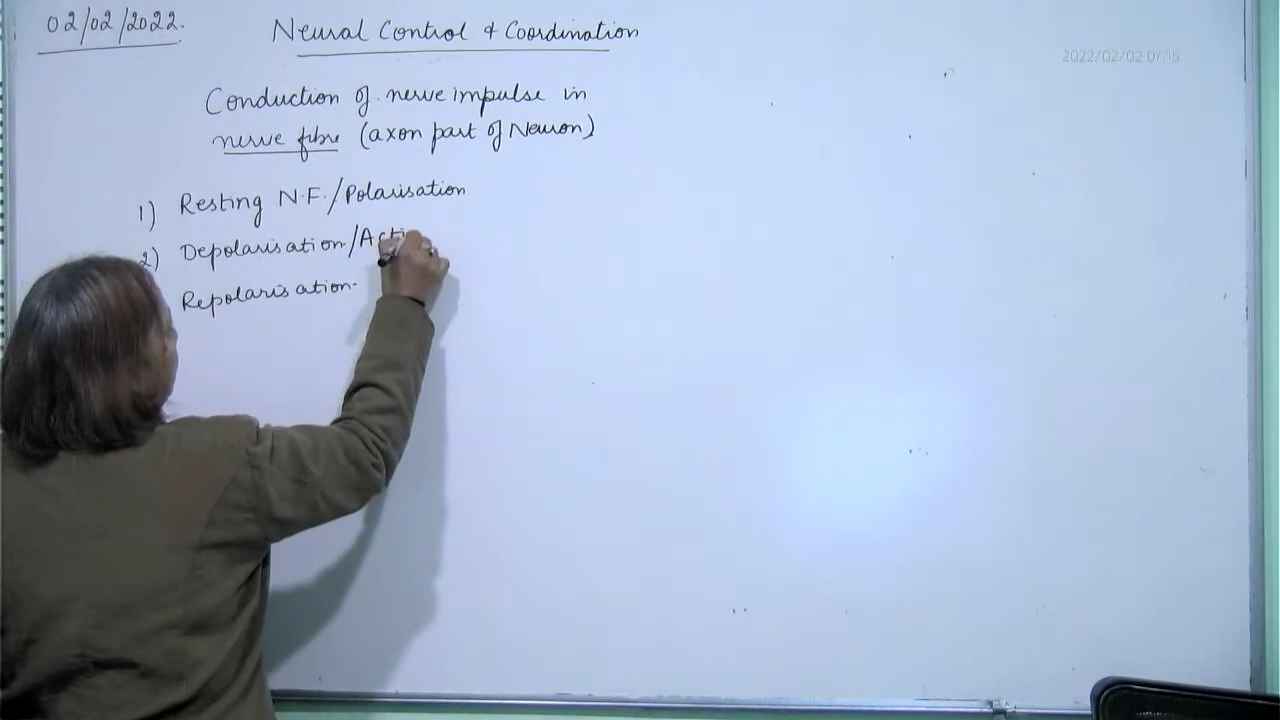 02/02/2022.
Neural Control & Coordination
2022/02/02 07:15
Conduction of nerve impulse in
nerve fibre (axon part of Neuron)
1) Resting N.F./Polarisation
2) Depolarisation/Acti
Repolarisation